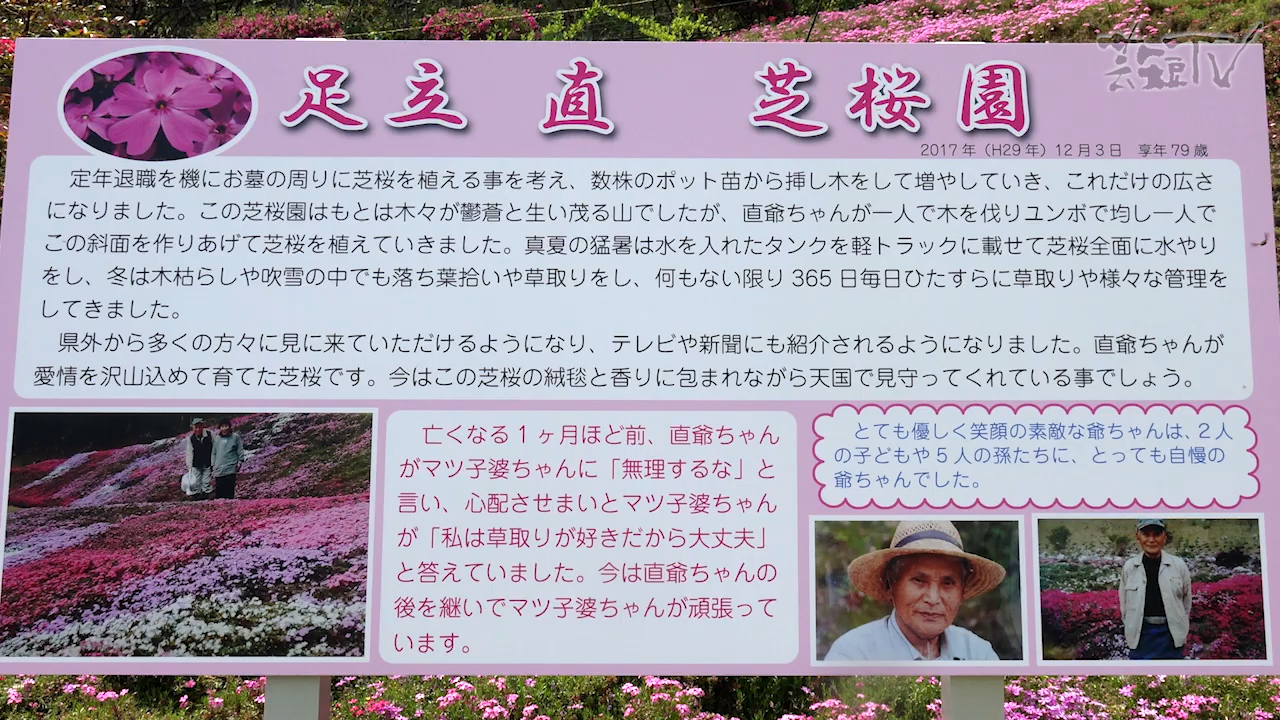 足立 直 芝桜園
芸短TV
2017年（H29年）12月3日　享年79歳
定年退職を機にお墓の周りに芝桜を植える事を考え、数株のポット苗から挿し木をして増やしていき、これだけの広さ
になりました。この芝桜園はもとは木々が鬱蒼と生い茂る山でしたが、直爺ちゃんが一人で木を伐りユンボで均し一人で
この斜面を作りあげて芝桜を植えていきました。真夏の猛暑は水を入れたタンクを軽トラックに載せて芝桜全面に水やり
をし、冬は木枯らしや吹雪の中でも落ち葉拾いや草取りをし、何もない限り365日毎日ひたすらに草取りや様々な管理を
してきました。
県外から多くの方々に見に来ていただけるようになり、テレビや新聞にも紹介されるようになりました。直爺ちゃんが
愛情を沢山込めて育てた芝桜です。今はこの芝桜の絨毯と香りに包まれながら天国で見守ってくれている事でしょう。
亡くなる1ヶ月ほど前、直爺ちゃん
がマツ子婆ちゃんに「無理するな」と
言い、心配させまいとマツ子婆ちゃん
が「私は草取りが好きだから大丈夫」
と答えていました。今は直爺ちゃんの
後を継いでマツ子婆ちゃんが頑張って
います。
とても優しく笑顔の素敵な爺ちゃんは、2人
の子どもや5人の孫たちに、とっても自慢の
爺ちゃんでした。